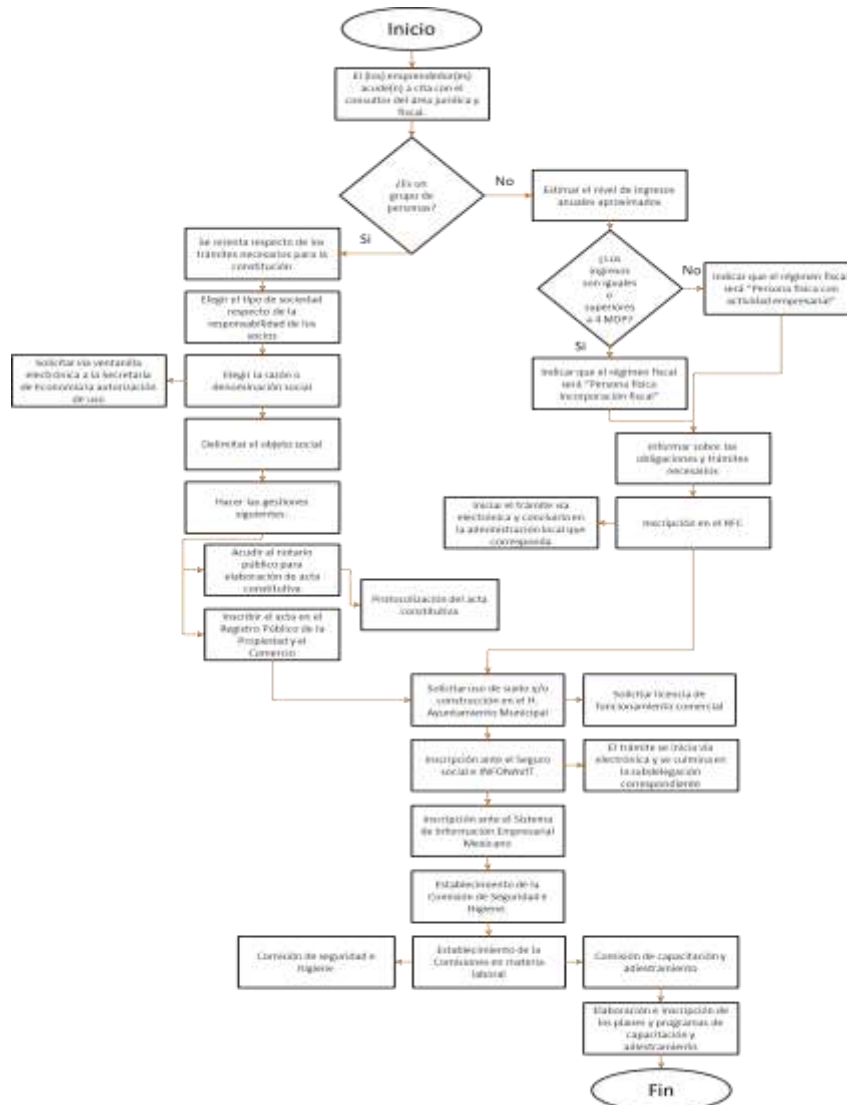 Inicio
El (los) emprendedor(es)
acude(n) a cita con el
consultor del área jurídica y
fiscal.
¿Es un
grupo de
personas?
No
Estimar el nivel de ingresos
anuales aproximados
Si
Se orienta respecto de los
trámites necesarios para la
constitución
¿Los
ingresos
son iguales
o
superiores
a 4 MDP?
No
Indicar que el régimen fiscal
será "Persona física con
actividad empresarial"
Elegir el tipo de sociedad
respecto de la
responsabilidad de los
socios
Si
Indicar que el régimen fiscal
será "Persona física
Incorporación fiscal"
Solicitar vía ventanilla
electrónica a la Secretaría
de Economía la autorización
de uso
Elegir la razón o
denominación social
Delimitar el objeto social
Informar sobre las
obligaciones y trámites
necesarios
Hacer las gestiones
siguientes:
Iniciar el trámite vía
electrónica y concluirlo en
la administración local que
corresponda
Inscripción en el RFC
Acudir al notario
público para
elaboración de acta
constitutiva
Protocolización del acta
constitutiva
Inscribir el acta en el
Registro Público de la
Propiedad y el
Comercio
Solicitar uso de suelo y/o
construcción en el H.
Ayuntamiento Municipal
Solicitar licencia de
funcionamiento comercial
Inscripción ante el Seguro
social e INFONAVIT
El trámite se inicia vía
electrónica y se culmina en
la subdelegación
correspondiente
Inscripción ante el Sistema
de Información Empresarial
Mexicano
Establecimiento de la
Comisión de Seguridad e
Higiene
Comisión de seguridad e
higiene
Establecimiento de la
Comisiones en materia
laboral
Comisión de capacitación y
adiestramiento
Elaboración e inscripción de
los planes y programas de
capacitación y
adiestramiento
Fin